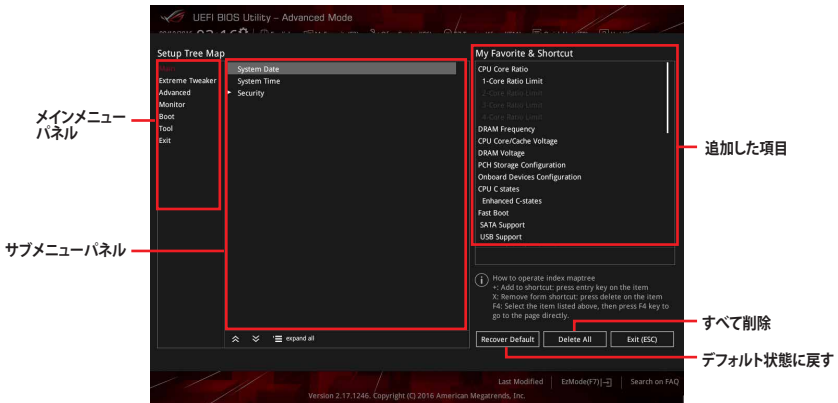 UEFI BIOS Utility – Advanced Mode
Setup Tree Map
My Favorite & Shortcut
Main
Extreme Tweaker
Advanced
Monitor
Boot
Tool
Exit
System Date
System Time
Security
CPU Core Ratio
1-Core Ratio Limit
2-Core Ratio Limit
3-Core Ratio Limit
4-Core Ratio Limit
DRAM Frequency
CPU Core/Cache Voltage
DRAM Voltage
PCH Storage Configuration
Onboard Devices Configuration
CPU C states
Enhanced C-states
Fast Boot
SATA Support
USB Support
メインメニュー
パネル
サブメニューパネル
追加した項目
How to operate index maptree
+: Add to shortcut: press entry key on the item
X: Remove form shortcut: press delete on the item
F4: Select the item listed above, then press F4 key to
go to the page directly.
expand all
Recover Default
Delete All
Exit (ESC)
すべて削除
デフォルト状態に戻す
Last Modified
EzMode(F7)
Search on FAQ
Version 2.17.1246. Copyright (C) 2016 American Megatrends, Inc.